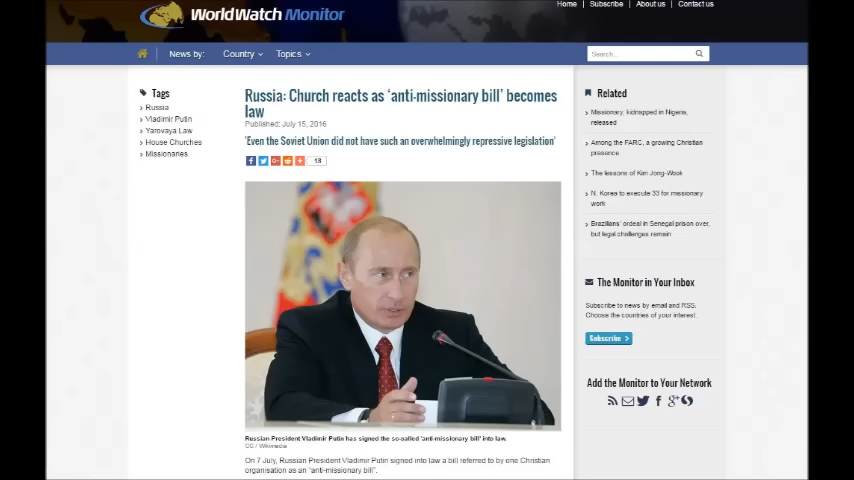 Home Subscribe About us Contact us
WorldWatch Monitor
News by: Country Topics
Search...
Tags
Russia
Vladimir Putin
Yarovaya Law
House Churches
Missionaries
Russia: Church reacts as ‘anti-missionary bill’ becomes
law
Published: July 15, 2016
'Even the Soviet Union did not have such an overwhelmingly repressive legislation'
18
Russian President Vladimir Putin has signed the so-called 'anti-missionary bill' into law.
CC / Wikimedia
On 7 July, Russian President Vladimir Putin signed into law a bill referred to by one Christian
organisation as an "anti-missionary bill".
Related
Missionary, kidnapped in Nigeria,
released
Among the FARC, a growing Christian
presence
The lessons of Kim Jong-Wook
N. Korea to execute 33 for missionary
work
Brazilians' ordeal in Senegal prison over,
but legal challenges remain
The Monitor in Your Inbox
Subscribe to news by email and RSS.
Choose the countries of your interest.
Subscribe
Add the Monitor to Your Network